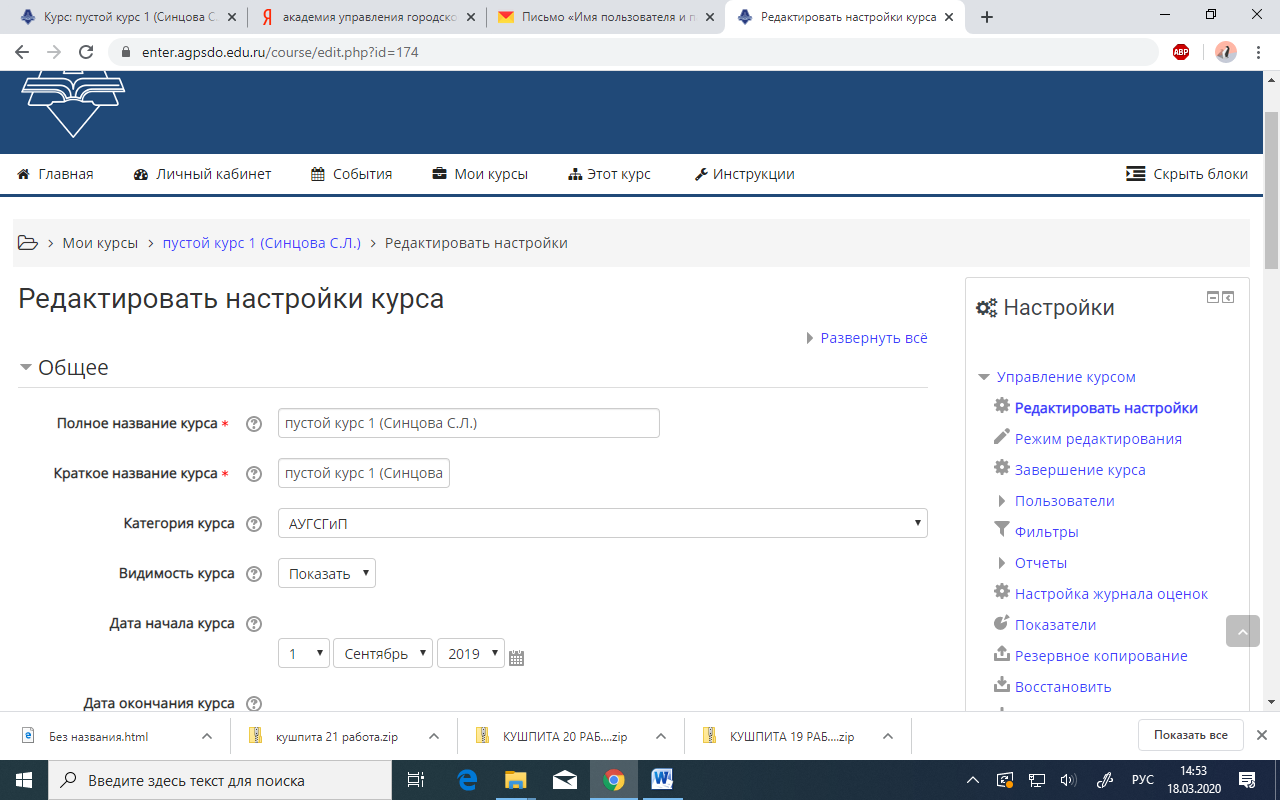 Курс: пустой курс 1 (Синцова С.
академия управления городско
Письмо «Имя пользователя и п
Редактировать настройки курса
enter.agpsdo.edu.ru/course/edit.php?id=174
ABP
Главная
Личный кабинет
События
Мои курсы
Этот курс
Инструкции
Скрыть блоки
Мои курсы > пустой курс 1 (Синцова С.Л.) > Редактировать настройки
Редактировать настройки курса
Развернуть всё
Общее
Полное название курса * пустой курс 1 (Синцова С.Л.)
Краткое название курса * пустой курс 1 (Синцова
Категория курса АУГСГиП
Видимость курса Показать
Дата начала курса
1 Сентябрь 2019
Дата окончания курса
Настройки
Управление курсом
Редактировать настройки
Режим редактирования
Завершение курса
Пользователи
Фильтры
Отчеты
Настройка журнала оценок
Показатели
Резервное копирование
Восстановить
Без названия.html
кушпита 21 работа.zip
КУШПИТА 20 РАБ....zip
КУШПИТА 19 РАБ....zip
Показать все
Введите здесь текст для поиска
РУС
14:53
18.03.2020